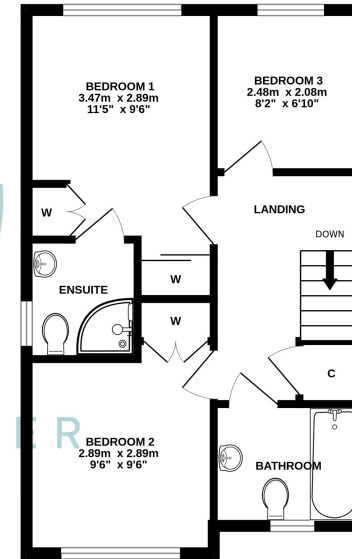 BEDROOM 1
3.47m x 2.89m
11'5" x 9'6"
BEDROOM 3
2.48m x 2.08m
8'2" x 6'10"
W
LANDING
DOWN
W
ENSUITE
W
C
E R
BEDROOM 2
2.89m x 2.89m
9'6" x 9'6"
BATHROOM